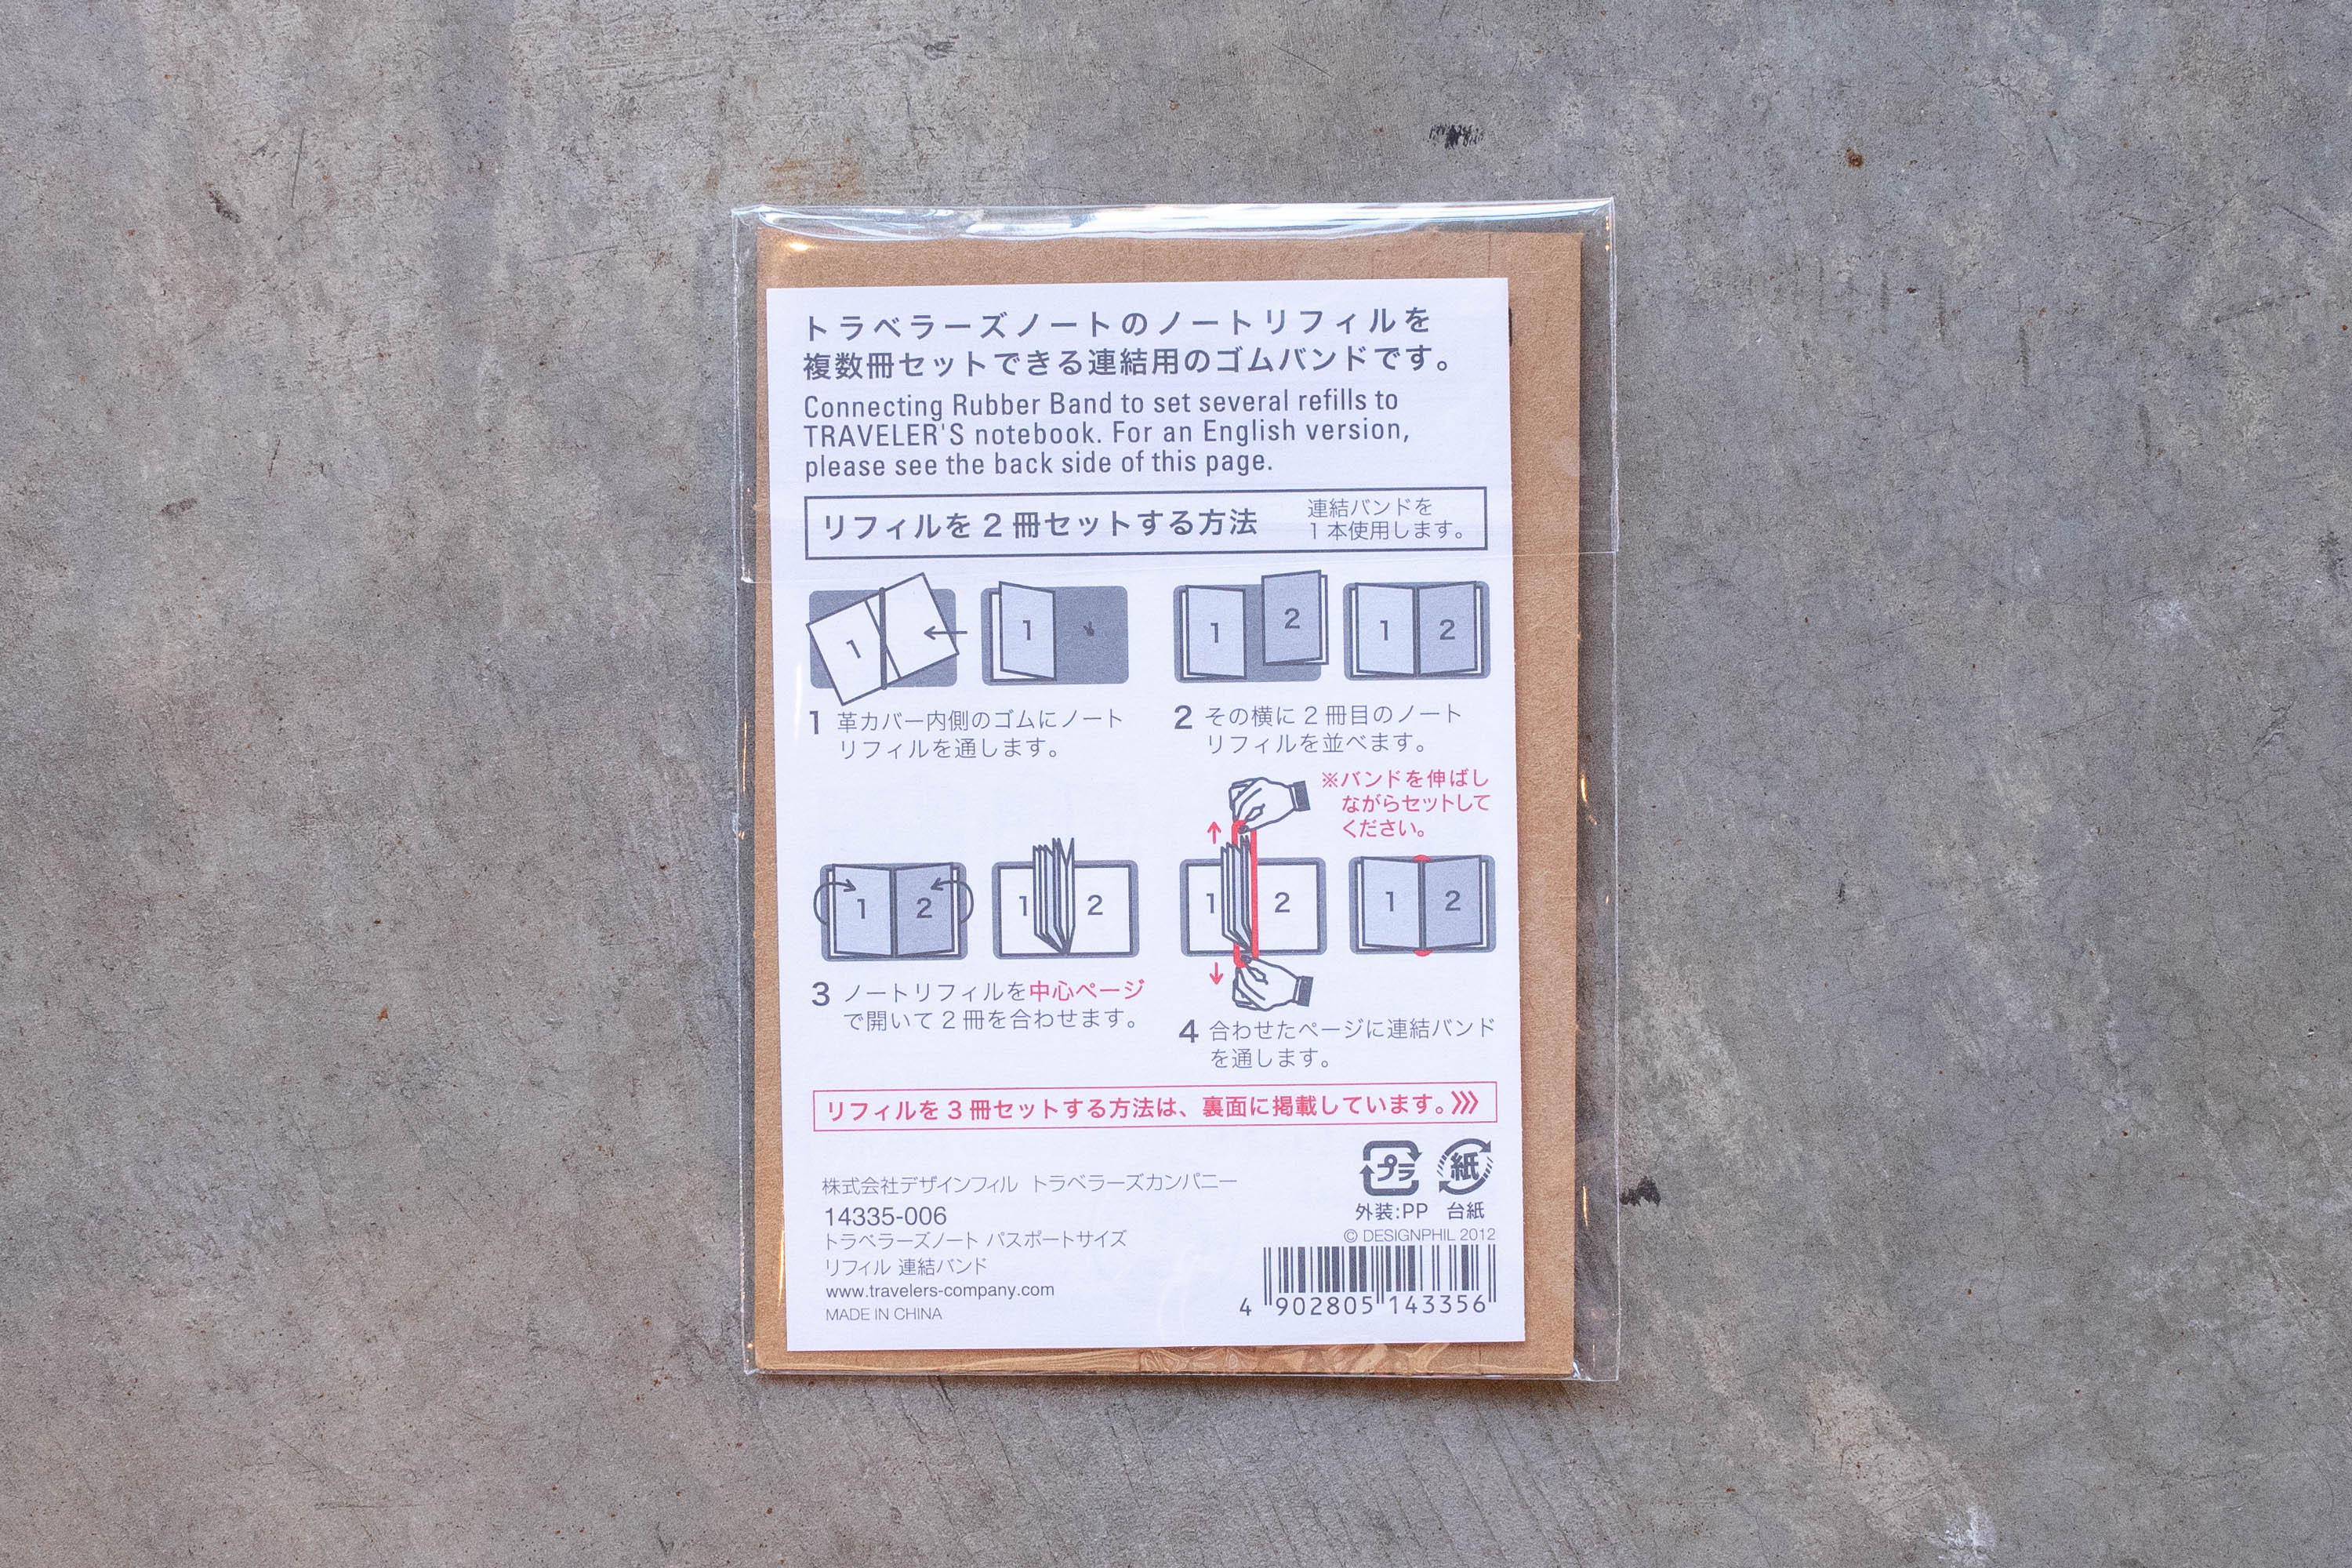 トラベラーズノートのノートリフィルを
複数冊セットできる連結用のゴムバンドです。
Connecting Rubber Band to set several refills to
TRAVELER'S notebook. For an English version,
please see the back side of this page.
リフィルを2冊セットする方法
連結バンドを
1本使用します。
1
1
1 革カバー内側のゴムにノート
リフィルを通します。
1 2
1 2
2 その横に2冊目のノート
リフィルを並べます。
1 2
1 2
3 ノートリフィルを中心ページ
で開いて2冊を合わせます。
※バンドを伸ばし
ながらセットして
ください。
1 2
1 2
4 合わせたページに連結バンド
を通します。
リフィルを3冊セットする方法は、裏面に掲載しています。
株式会社デザインフィル トラベラーズカンパニー
14335-006
トラベラーズノート パスポートサイズ
リフィル 連結バンド
www.travelers-company.com
MADE IN CHINA
プラ 紙
外装:PP 台紙
© DESIGNPHIL 2012
4 902805 143356